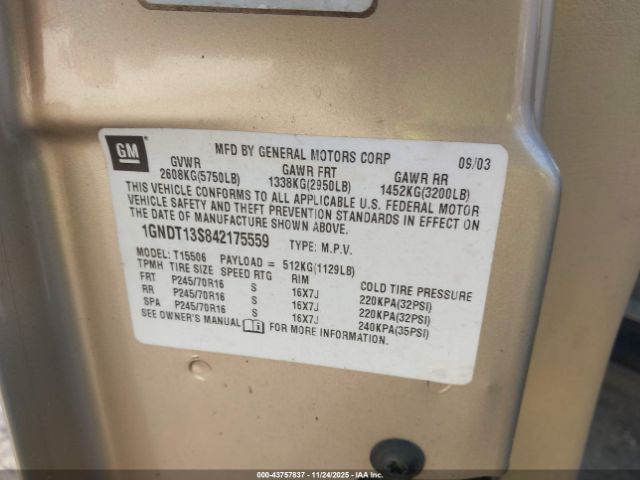 GM
MFD BY GENERAL MOTORS CORP 09/03
GVWR GAWR FRT GAWR RR
2608KG(5750LB) 1338KG(2950LB) 1452KG(3200LB)
THIS VEHICLE CONFORMS TO ALL APPLICABLE U.S. FEDERAL MOTOR
VEHICLE SAFETY AND THEFT PREVENTION STANDARDS IN EFFECT ON
THE DATE OF MANUFACTURE SHOWN ABOVE.
1GNDT13S842175559 TYPE: M.P.V.
MODEL: T15506 PAYLOAD = 512KG(1129LB)
TPMH TIRE SIZE SPEED RTG RIM COLD TIRE PRESSURE
FRT P245/70R16 S 16X7J 220KPA(32PSI)
RR P245/70R16 S 16X7J 220KPA(32PSI)
SPA P245/70R16 S 16X7J 240KPA(35PSI)
SEE OWNER'S MANUAL FOR MORE INFORMATION.
000-43757837 - 11/24/2025 - IAAI.COM